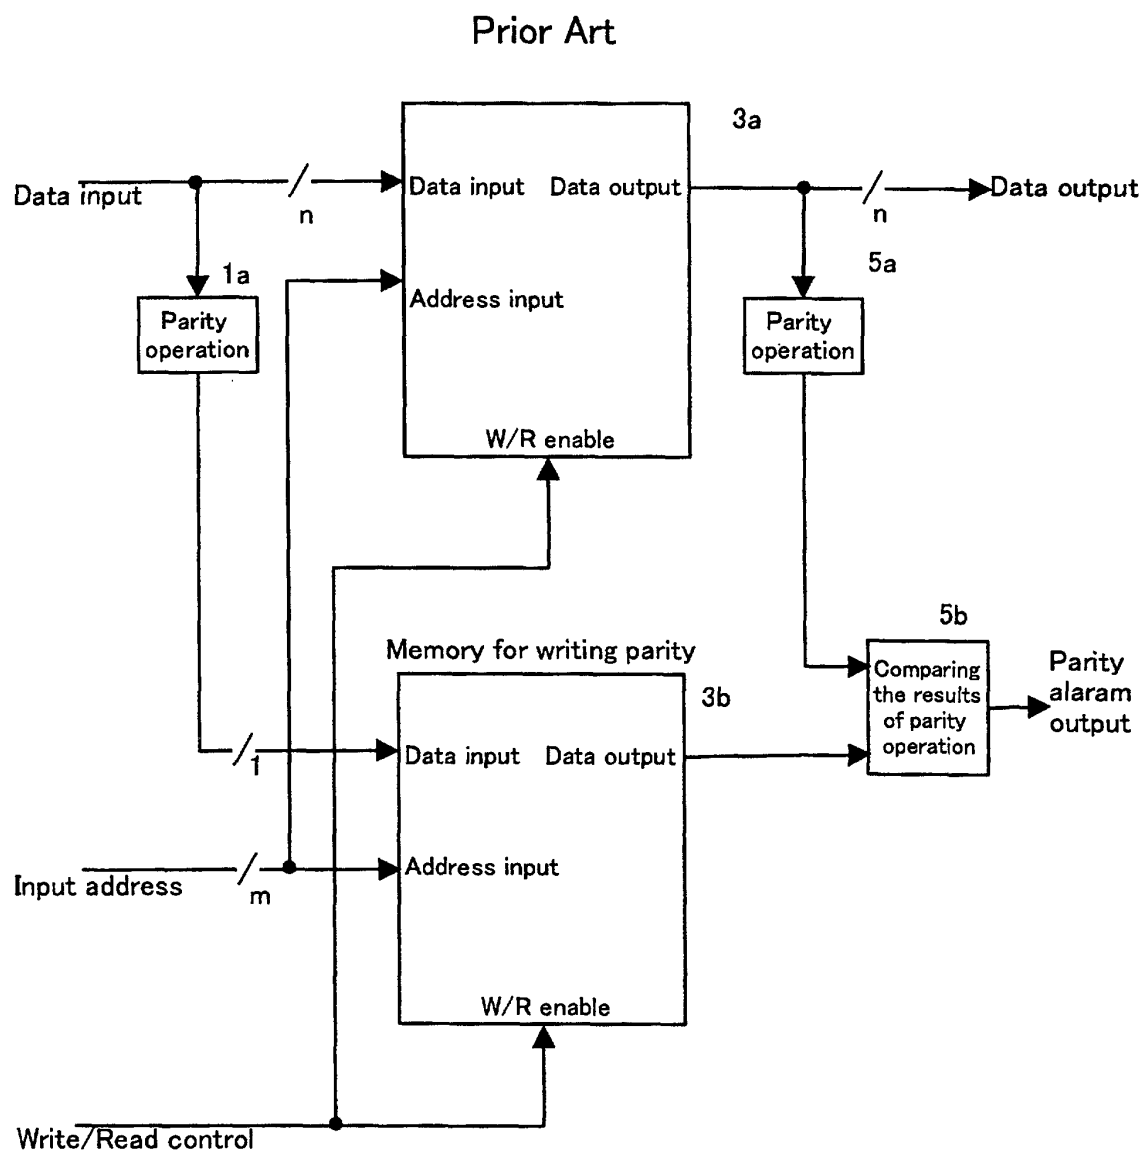 Prior Art
3a
Data input
n
Data input
Data output
n
Data output
1a
5a
Parity
operation
Address input
Parity
operation
W/R enable
5b
Memory for writing parity
3b
Comparing
the results
of parity
operation
Parity
alaram
output
1
Data input
Data output
Input address
m
Address input
W/R enable
Write/Read control